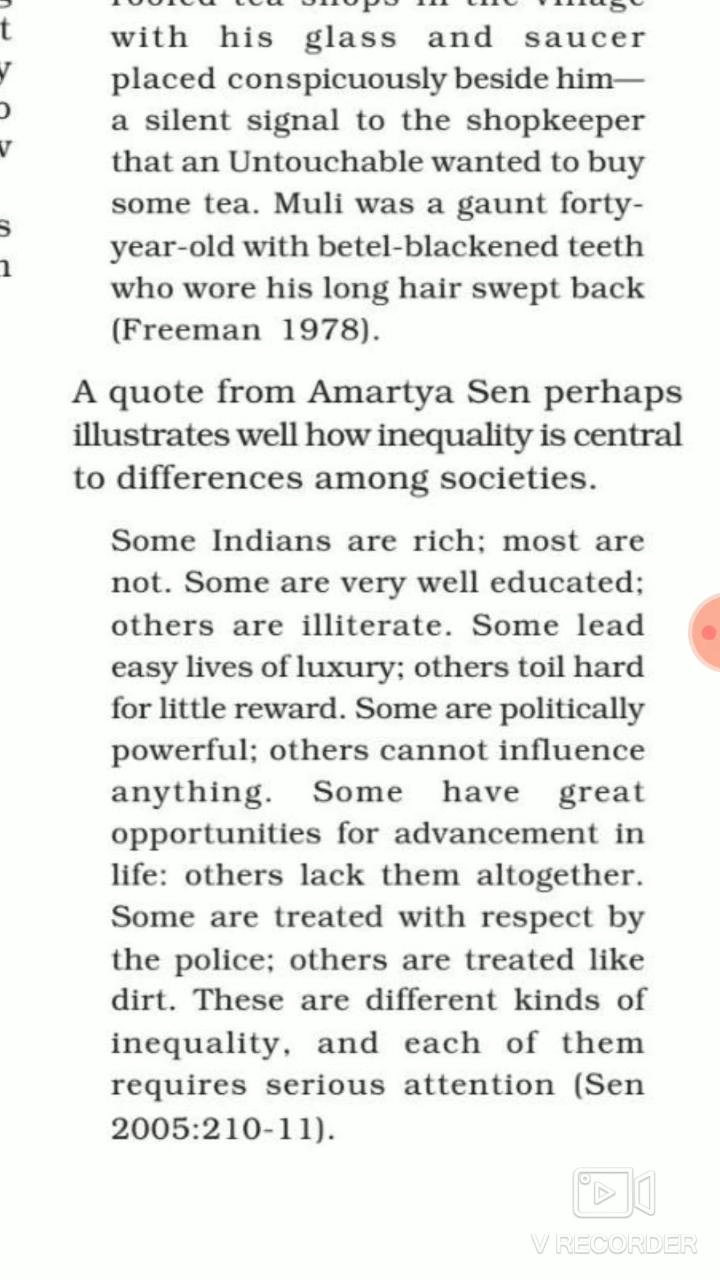 t
y
o
v
s
n
rooled tea shops in the village
with his glass and saucer
placed conspicuously beside him—
a silent signal to the shopkeeper
that an Untouchable wanted to buy
some tea. Muli was a gaunt forty-
year-old with betel-blackened teeth
who wore his long hair swept back
(Freeman 1978).
A quote from Amartya Sen perhaps
illustrates well how inequality is central
to differences among societies.
Some Indians are rich; most are
not. Some are very well educated;
others are illiterate. Some lead
easy lives of luxury; others toil hard
for little reward. Some are politically
powerful; others cannot influence
anything. Some have great
opportunities for advancement in
life: others lack them altogether.
Some are treated with respect by
the police; others are treated like
dirt. These are different kinds of
inequality, and each of them
requires serious attention (Sen
2005:210-11).
V RECORDER